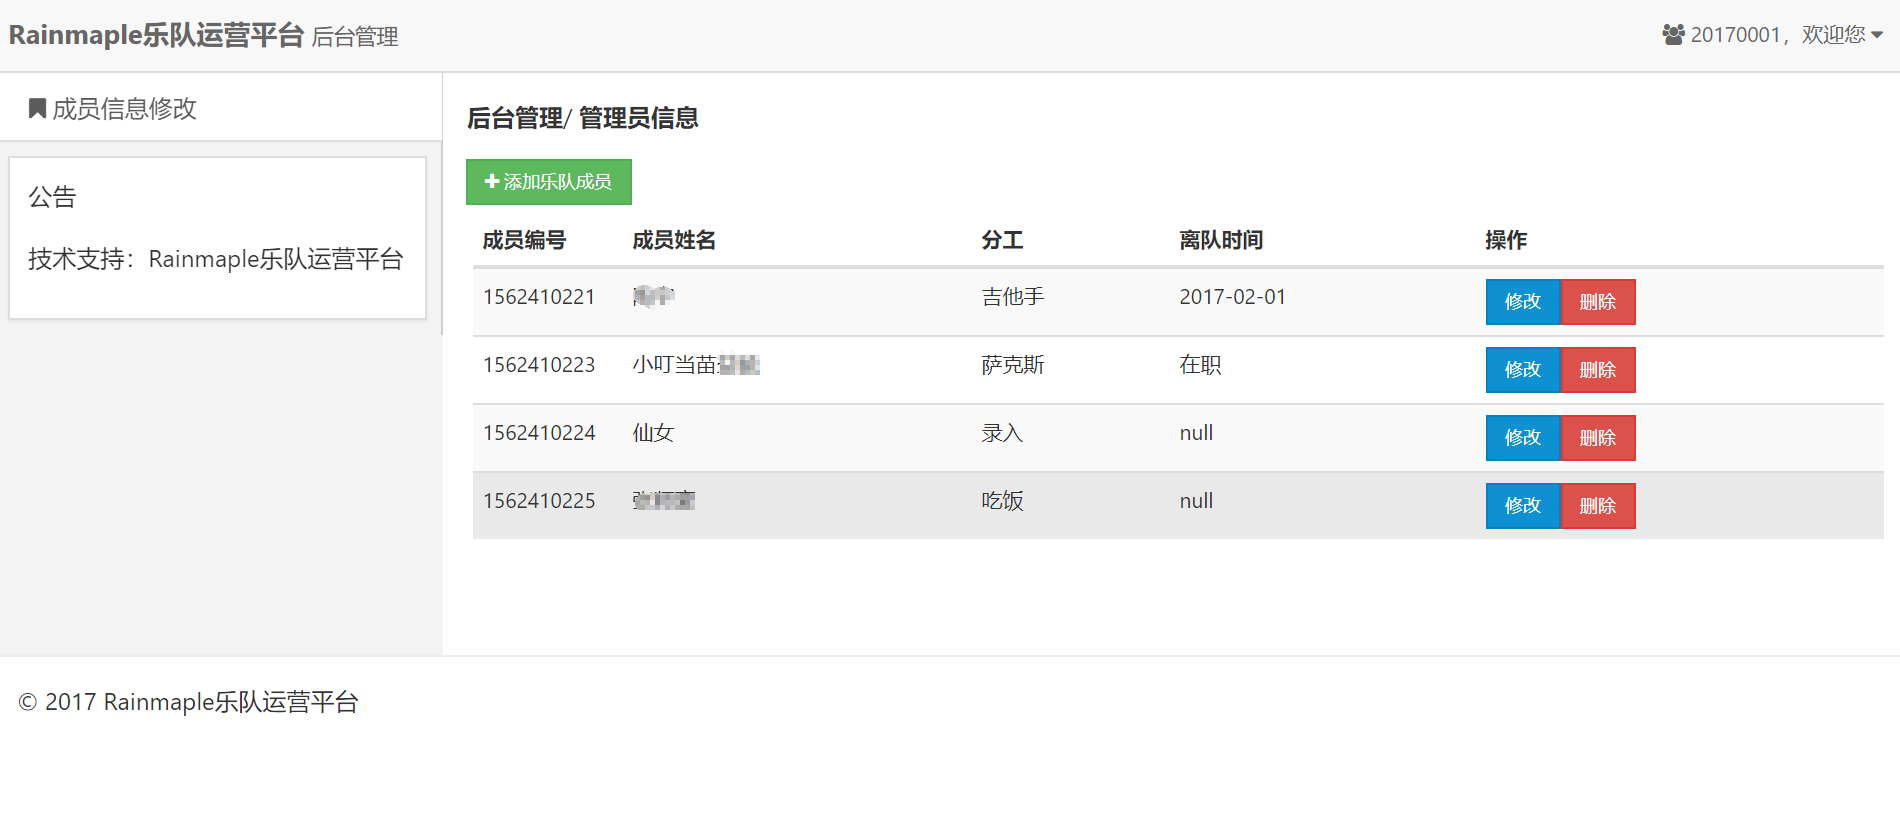 Rainmaple乐队运营平台 后台管理
20170001，欢迎您
成员信息修改
公告
技术支持：Rainmaple乐队运营平台
后台管理/ 管理员信息
添加乐队成员
成员编号 成员姓名 分工 离队时间 操作
1562410221 吉他手 2017-02-01 修改 删除
1562410223 小叮当苗 萨克斯 在职 修改 删除
1562410224 仙女 录入 null 修改 删除
1562410225 吃饭 null 修改 删除
© 2017 Rainmaple乐队运营平台